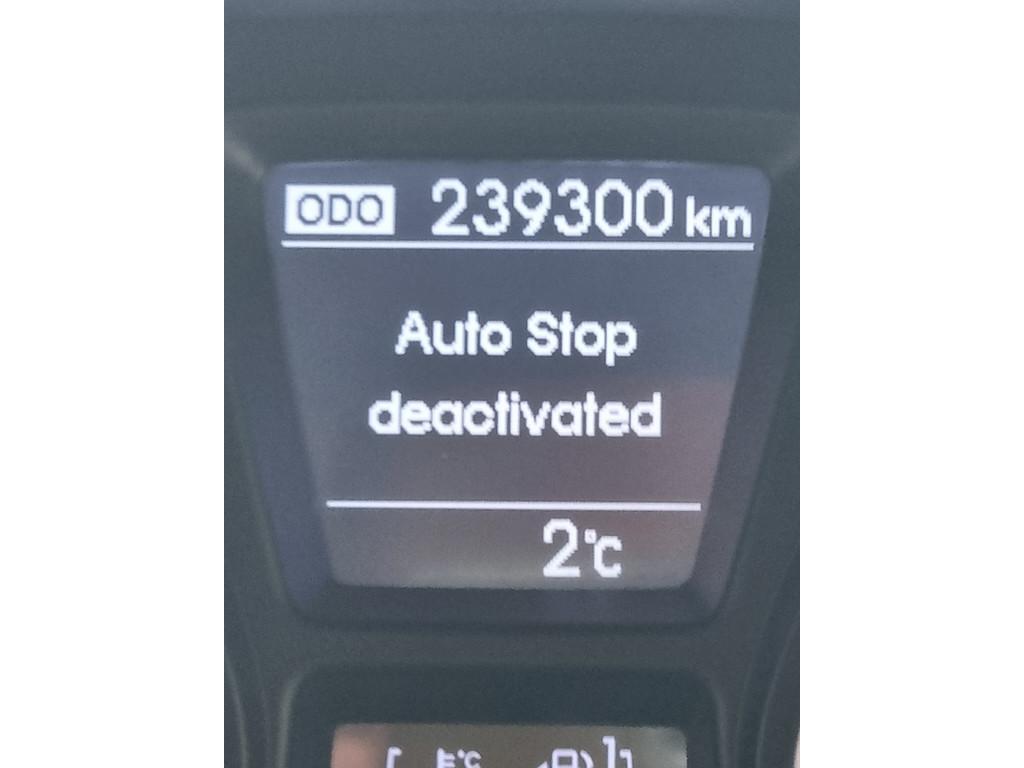 ODO 239300 km
Auto Stop
deactivated
2°C
°C